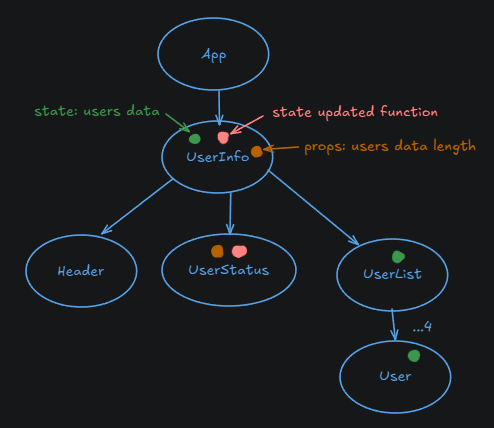 App
state: users data
state updated function
UserInfo
props: users data length
Header
UserStatus
UserList
...4
User